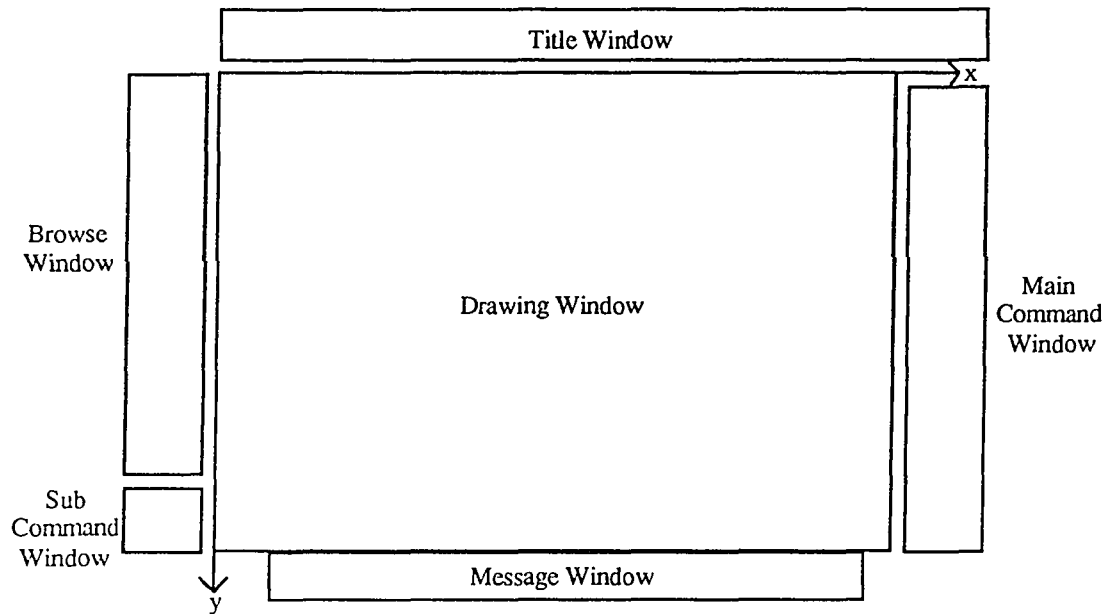 Title Window
x
Browse
Window
Drawing Window
Main
Command
Window
Sub
Command
Window
Message Window
y